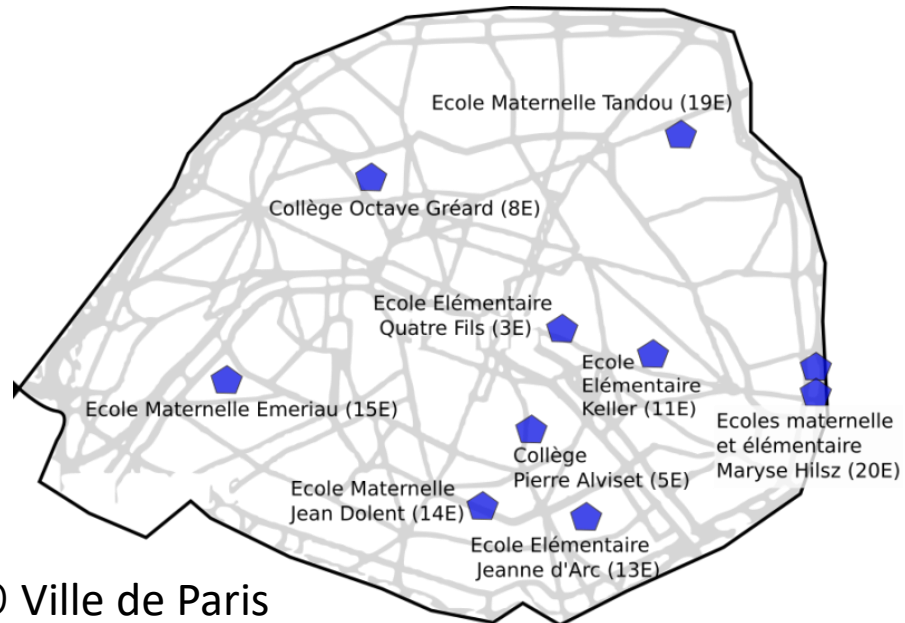 Ecole Maternelle Tandou (19E)
Collège Octave Gréard (8E)
Ecole Elémentaire
Quatre Fils (3E)
Ecole
Elémentaire
Keller (11E)
Ecole Maternelle Emeriau (15E)
Ecoles maternelle
et élémentaire
Maryse Hilsz (20E)
Collège
Pierre Alviset (5E)
Ecole Maternelle
Jean Dolent (14E)
Ecole Elémentaire
Jeanne d'Arc (13E)
Ville de Paris